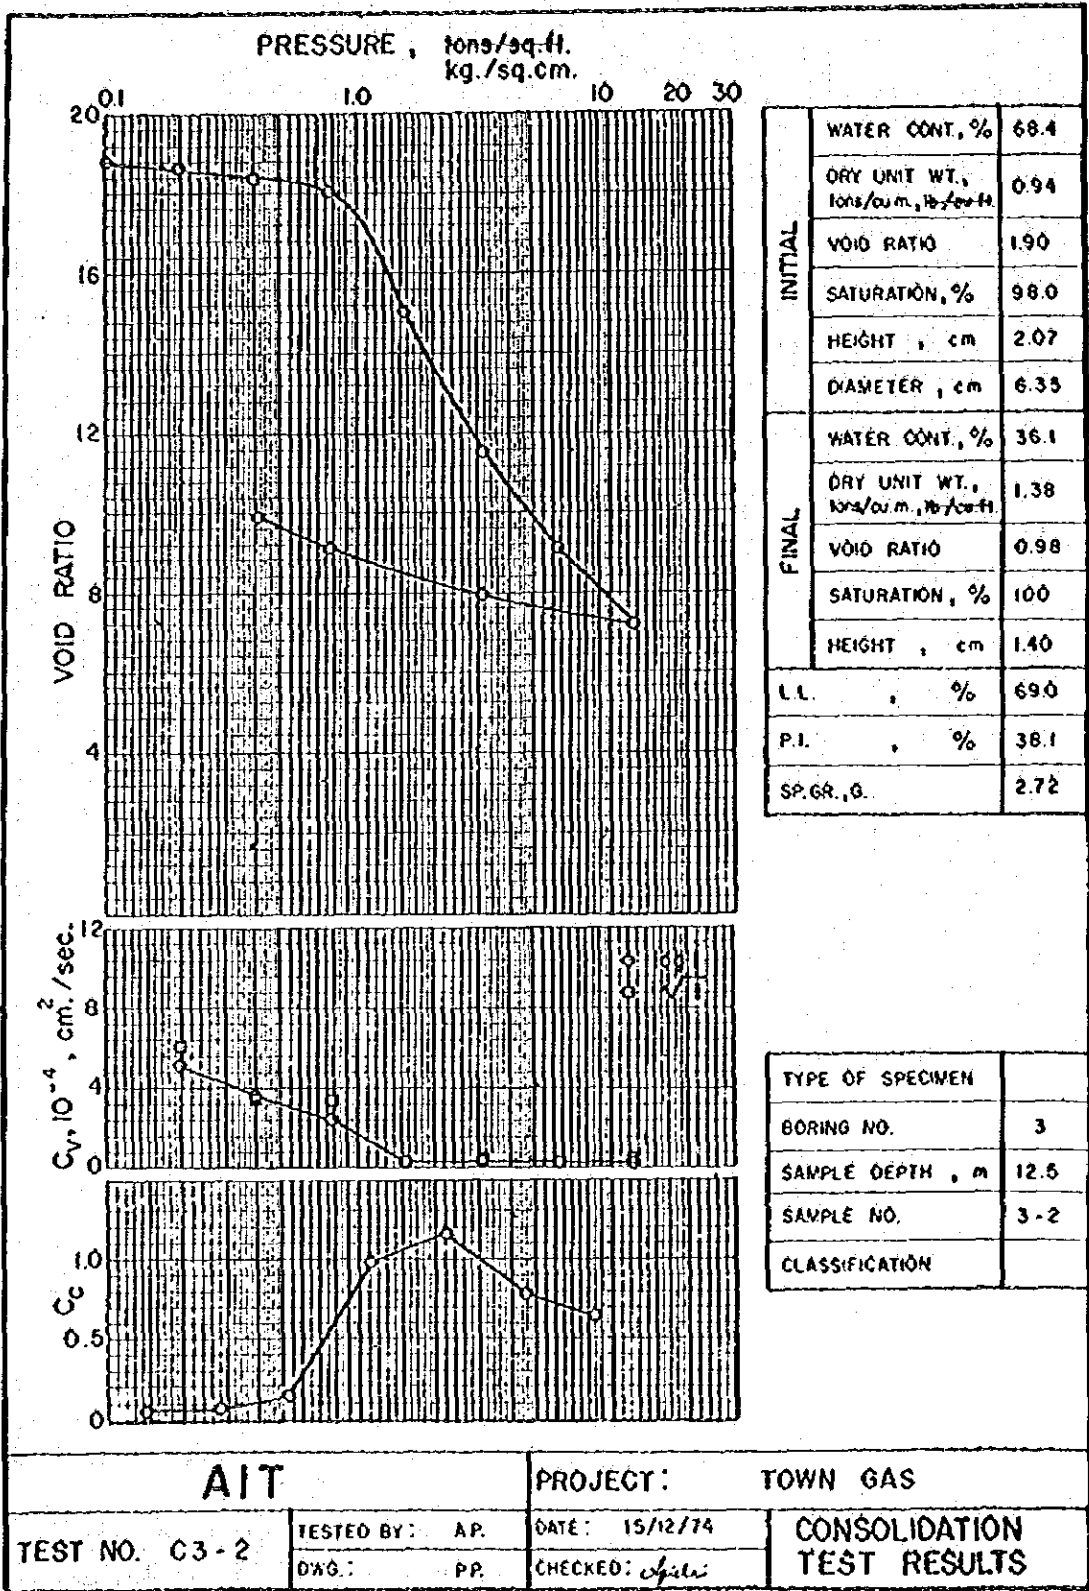 PRESSURE, tons/sq.ft.
kg./sq.cm.
0.1 1.0 10 20 30
20
16
12
8
4
VOID RATIO
12
8
4
0
Cv, 10-4, cm.2/sec.
1.0
0.5
0
Cc
INITIAL
WATER CONT., % 68.4
DRY UNIT WT., tons/cu.m., lb/cu.ft. 0.94
VOID RATIO 1.90
SATURATION, % 98.0
HEIGHT, cm 2.07
DIAMETER, cm 6.35
FINAL
WATER CONT., % 36.1
DRY UNIT WT., tons/cu.m., lb/cu.ft. 1.38
VOID RATIO 0.98
SATURATION, % 100
HEIGHT, cm 1.40
L.L. , % 69.0
P.I. , % 38.1
SP.GR., G. 2.72
TYPE OF SPECIMEN
BORING NO. 3
SAMPLE DEPTH, m 12.5
SAMPLE NO. 3-2
CLASSIFICATION
AIT
PROJECT: TOWN GAS
TEST NO. C3-2
TESTED BY: A.P.
DWG.: P.P.
DATE: 15/12/74
CHECKED:
CONSOLIDATION
TEST RESULTS